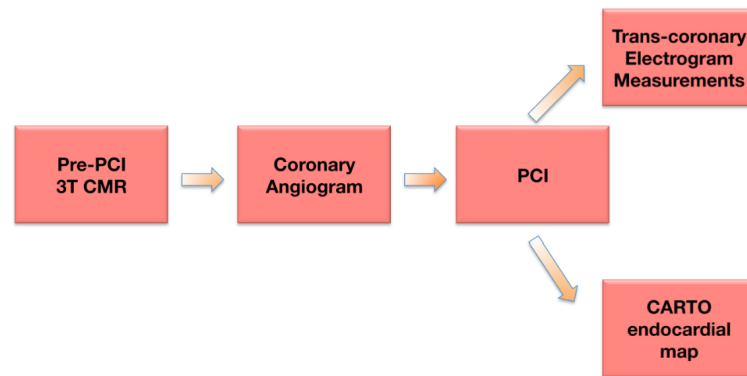 Pre-PCI
3T CMR
Coronary
Angiogram
PCI
Trans-coronary
Electrogram
Measurements
CARTO
endocardial
map